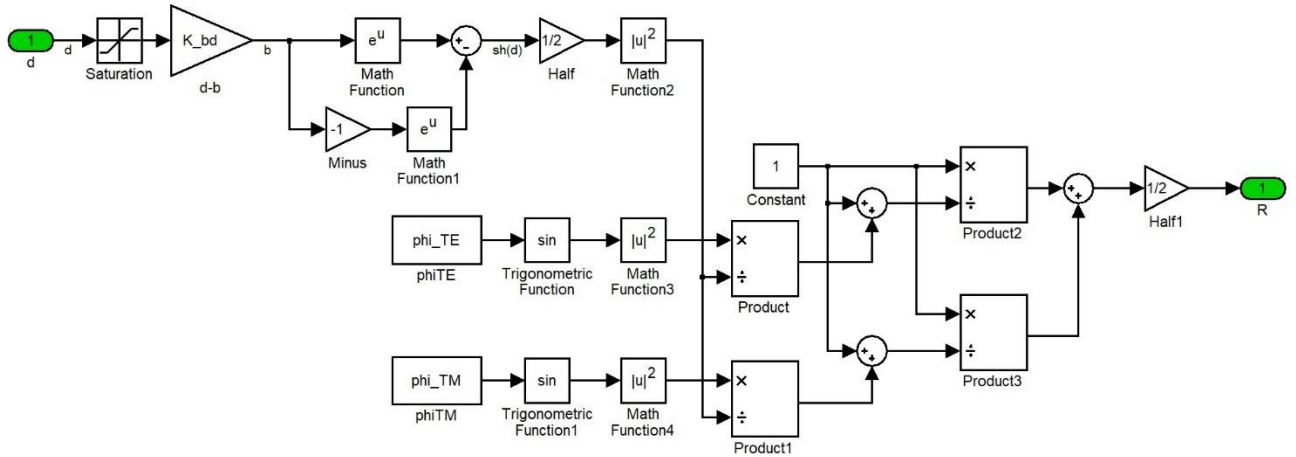 1
d
d
Saturation
K_bd
d-b
b
e^u
Math
Function
+
-
sh(d)
1/2
Half
|u|^2
Math
Function2
-1
Minus
e^u
Math
Function1
1
Constant
phi_TE
phiTE
sin
Trigonometric
Function
|u|^2
Math
Function3
×
÷
Product
+
+
×
÷
Product2
+
+
1/2
Half1
1
R
phi_TM
phiTM
sin
Trigonometric
Function1
|u|^2
Math
Function4
×
÷
Product1
+
+
×
÷
Product3